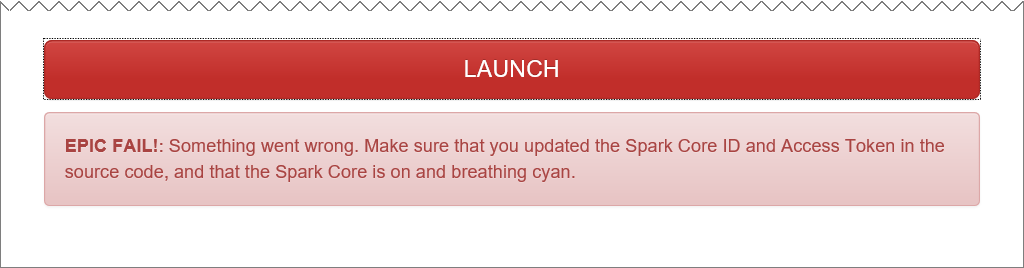 LAUNCH
EPIC FAIL!: Something went wrong. Make sure that you updated the Spark Core ID and Access Token in the
source code, and that the Spark Core is on and breathing cyan.